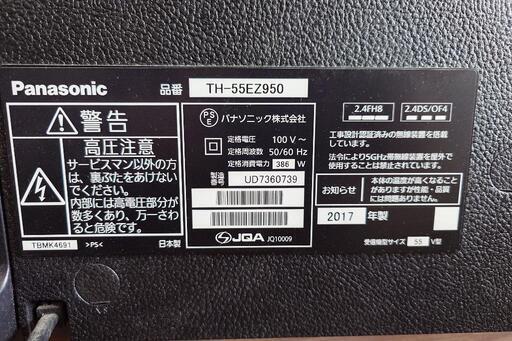 Panasonic
品番 TH-55EZ950
警告
高圧注意
サービスマン以外の方
は、裏ぶたをあけないで
ください。
内部には高電圧部分が
数多くあり、万一さわる
と危険です。
TBMK4691 >PS< 日本製
PSE パナソニック株式会社
定格電圧 100 V～
定格周波数 50/60 Hz
定格消費電力 386 W
製造番号 UD7360739
JQA JQ10009
2.4FH8 2.4DS/OF4
工事設計認証済みの無線装置を搭載
しています。
法令により5GHz帯無線装置を屋外で
使用することは禁止されています。
お知らせ 本体の温度が高くなること
がありますが性能・品質に
問題ありません。
2017 年製
受信機型サイズ 55 V型